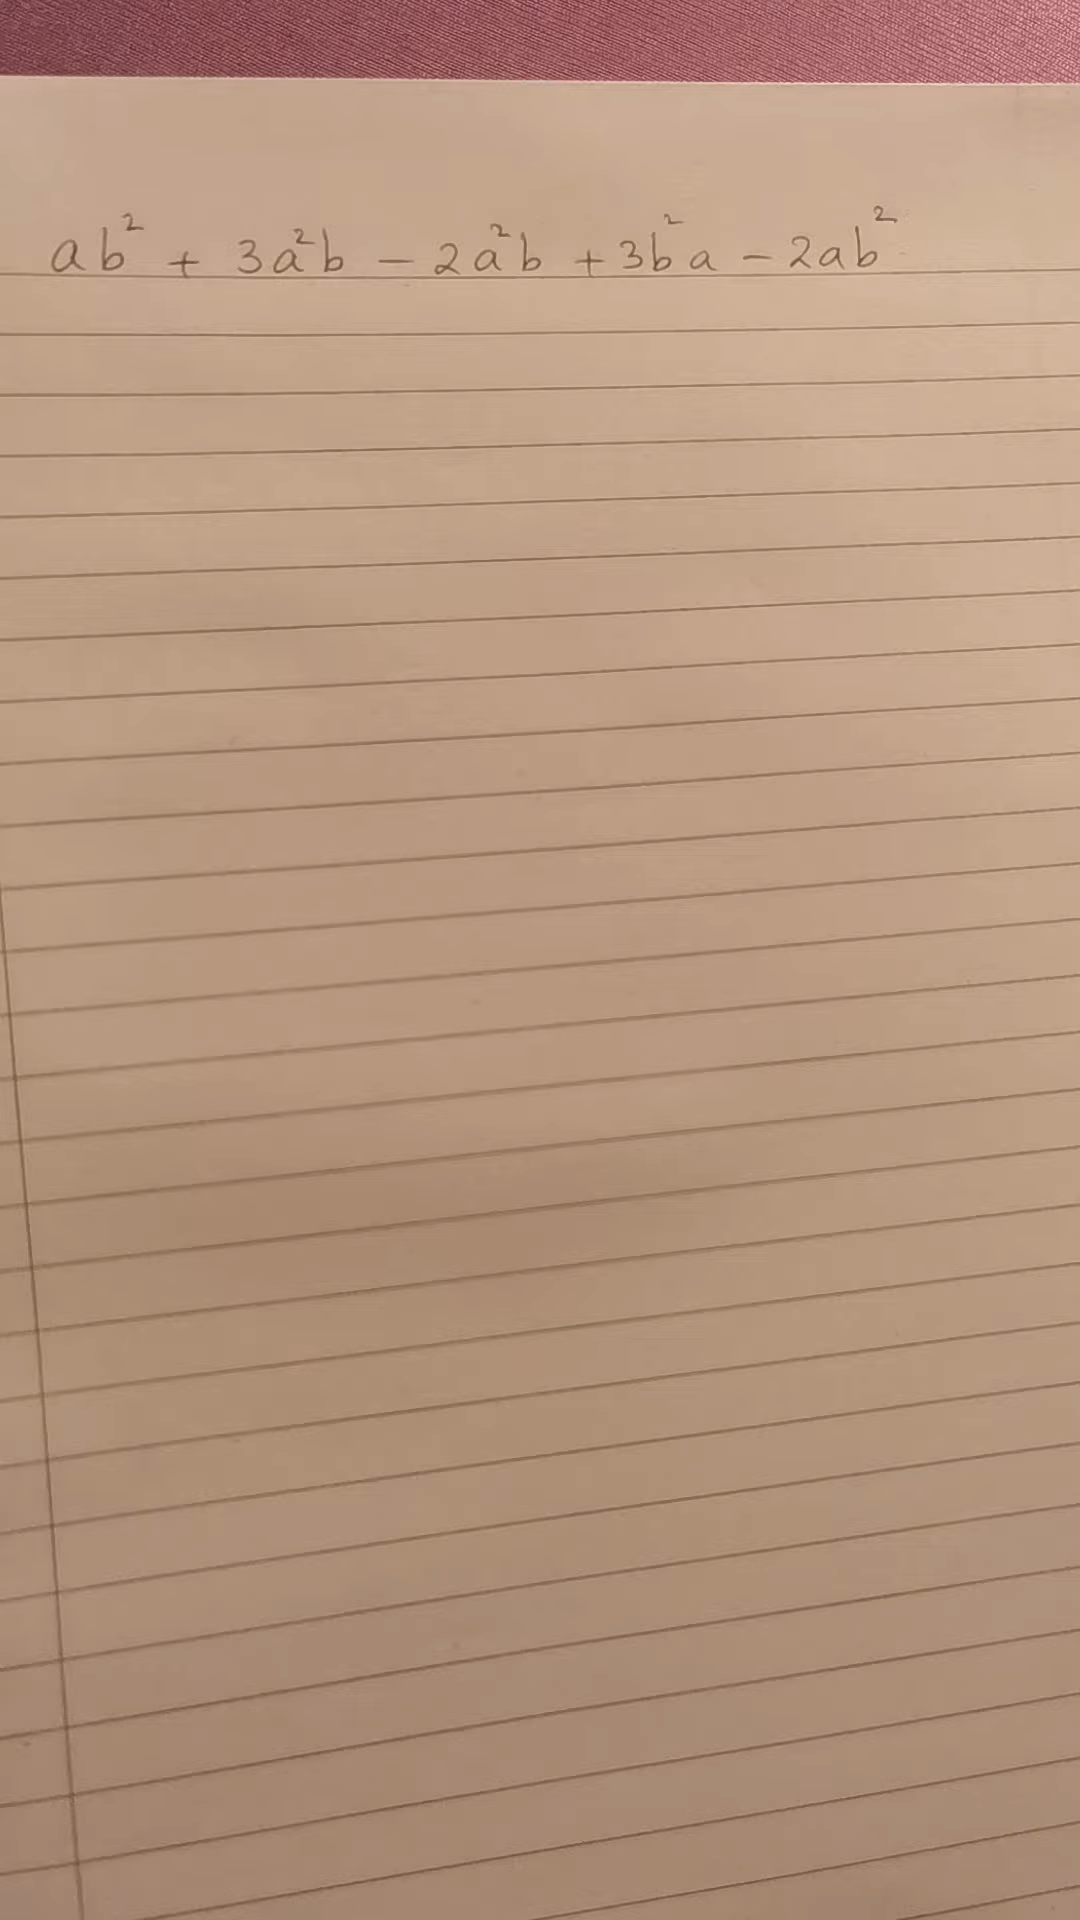 ab² + 3a²b - 2a²b + 3b²a - 2ab²